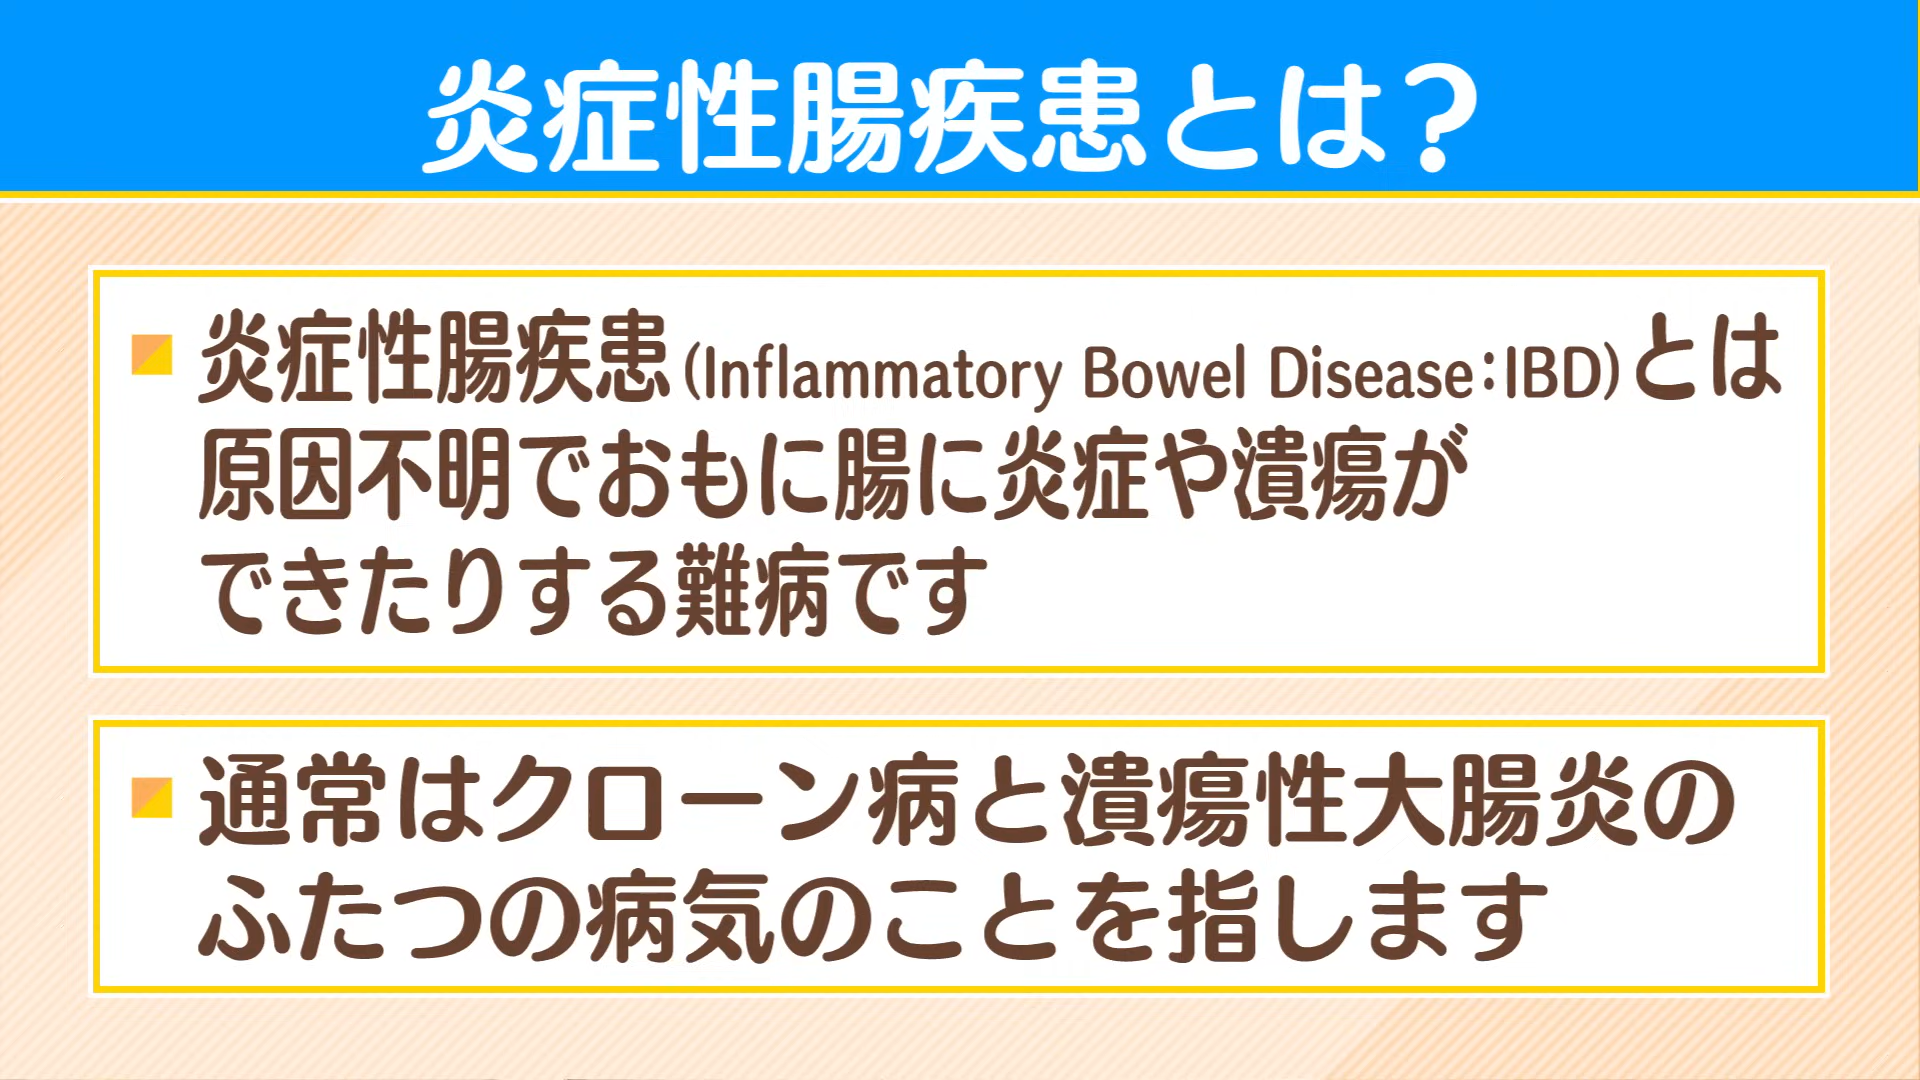 炎症性腸疾患とは？
炎症性腸疾患(Inflammatory Bowel Disease：IBD)とは
原因不明でおもに腸に炎症や潰瘍が
できたりする難病です
通常はクローン病と潰瘍性大腸炎の
ふたつの病気のことを指します